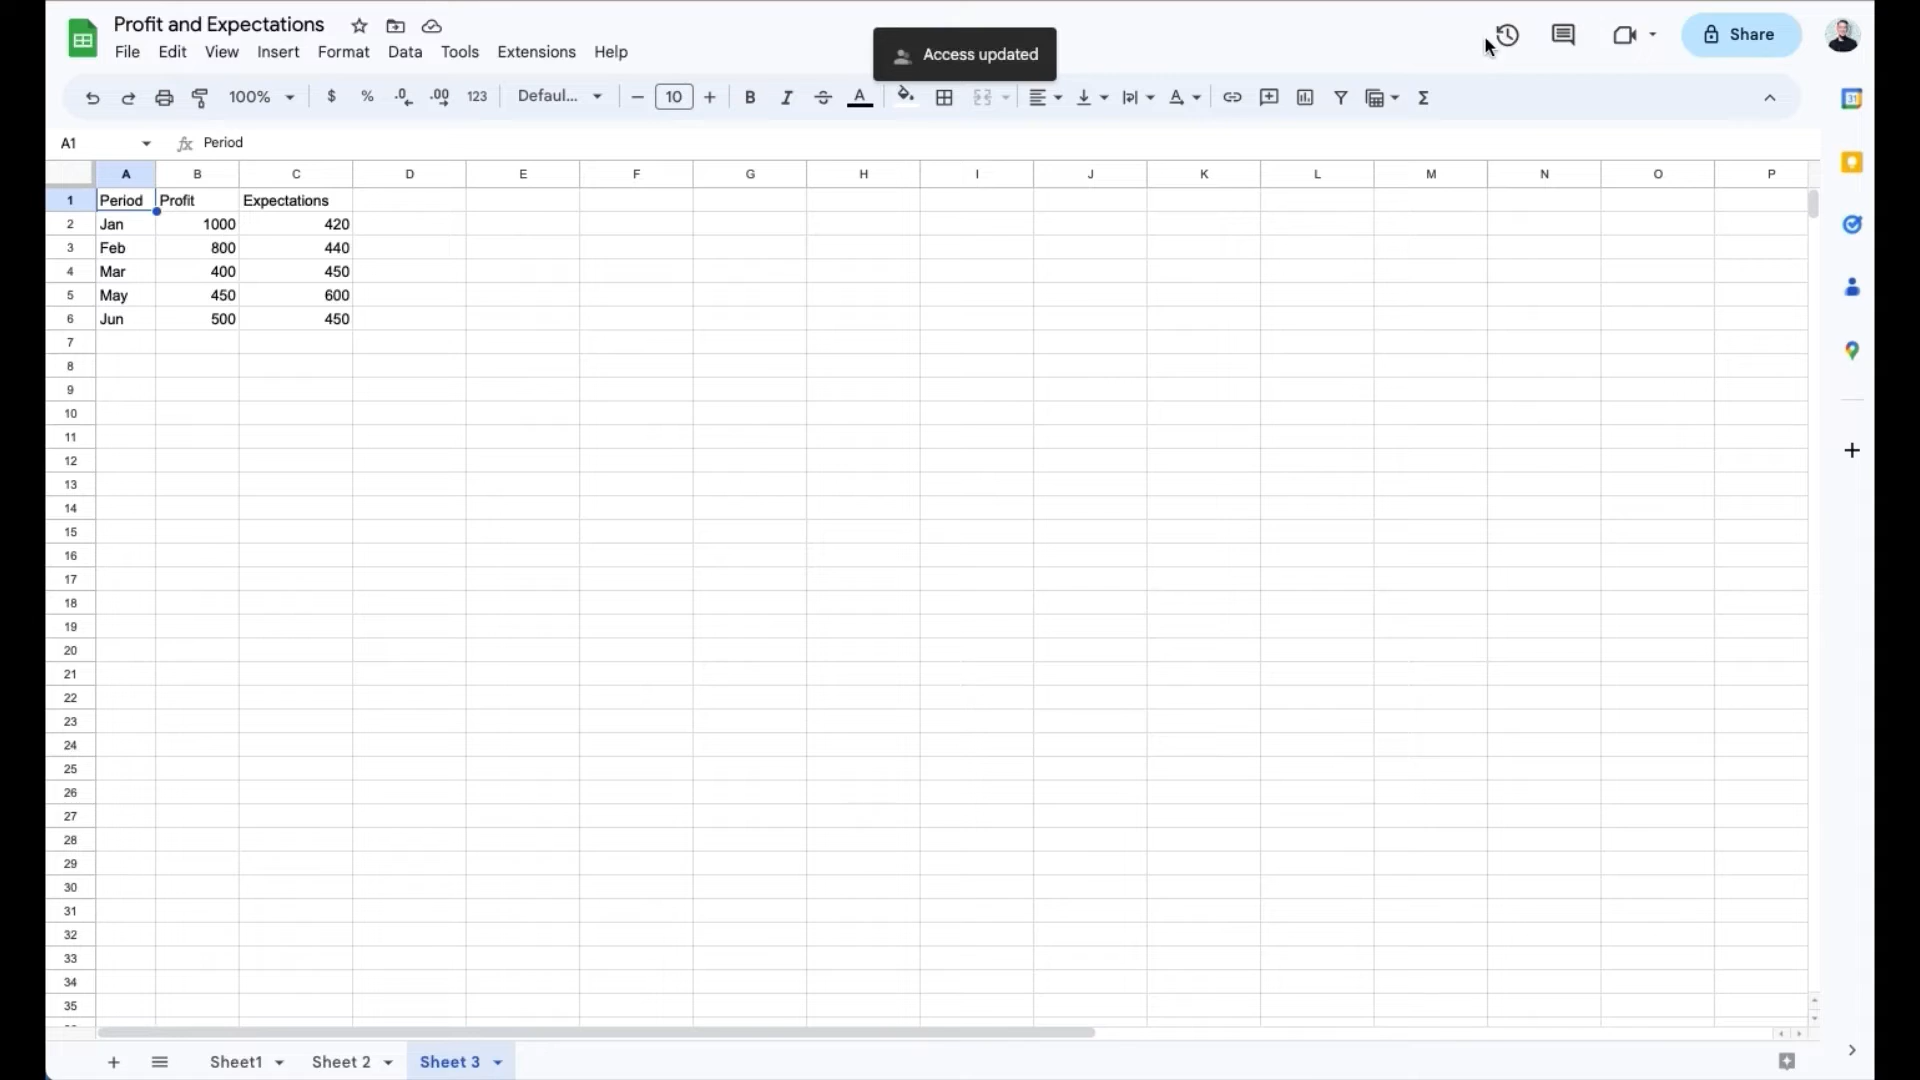 Profit and Expectations
File Edit View Insert Format Data Tools Extensions Help
Access updated
Share
100% $ % .0 .00 123 Defaul... 10 B I A A Σ
31
A1 fx Period
A B C D E F G H I J K L M N O P
1 Period Profit Expectations
2 Jan 1000 420
3 Feb 800 440
4 Mar 400 450
5 May 450 600
6 Jun 500 450
7
8
9
10
11
12
13
14
15
16
17
18
19
20
21
22
23
24
25
26
27
28
29
30
31
32
33
34
35
Sheet1 Sheet 2 Sheet 3